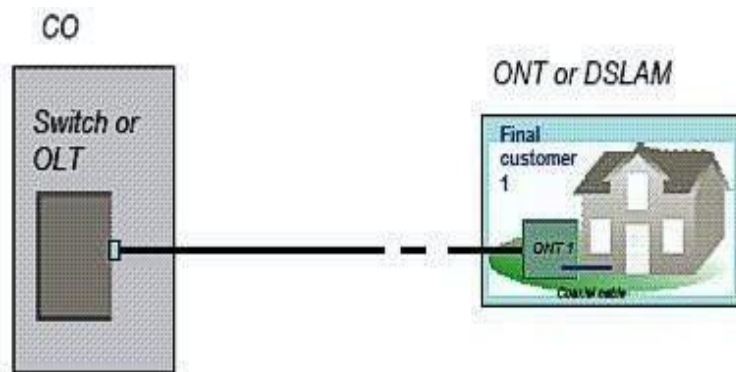 CO
Switch or
OLT
ONT or DSLAM
Final
customer
1
ONT 1
Coaxial cable